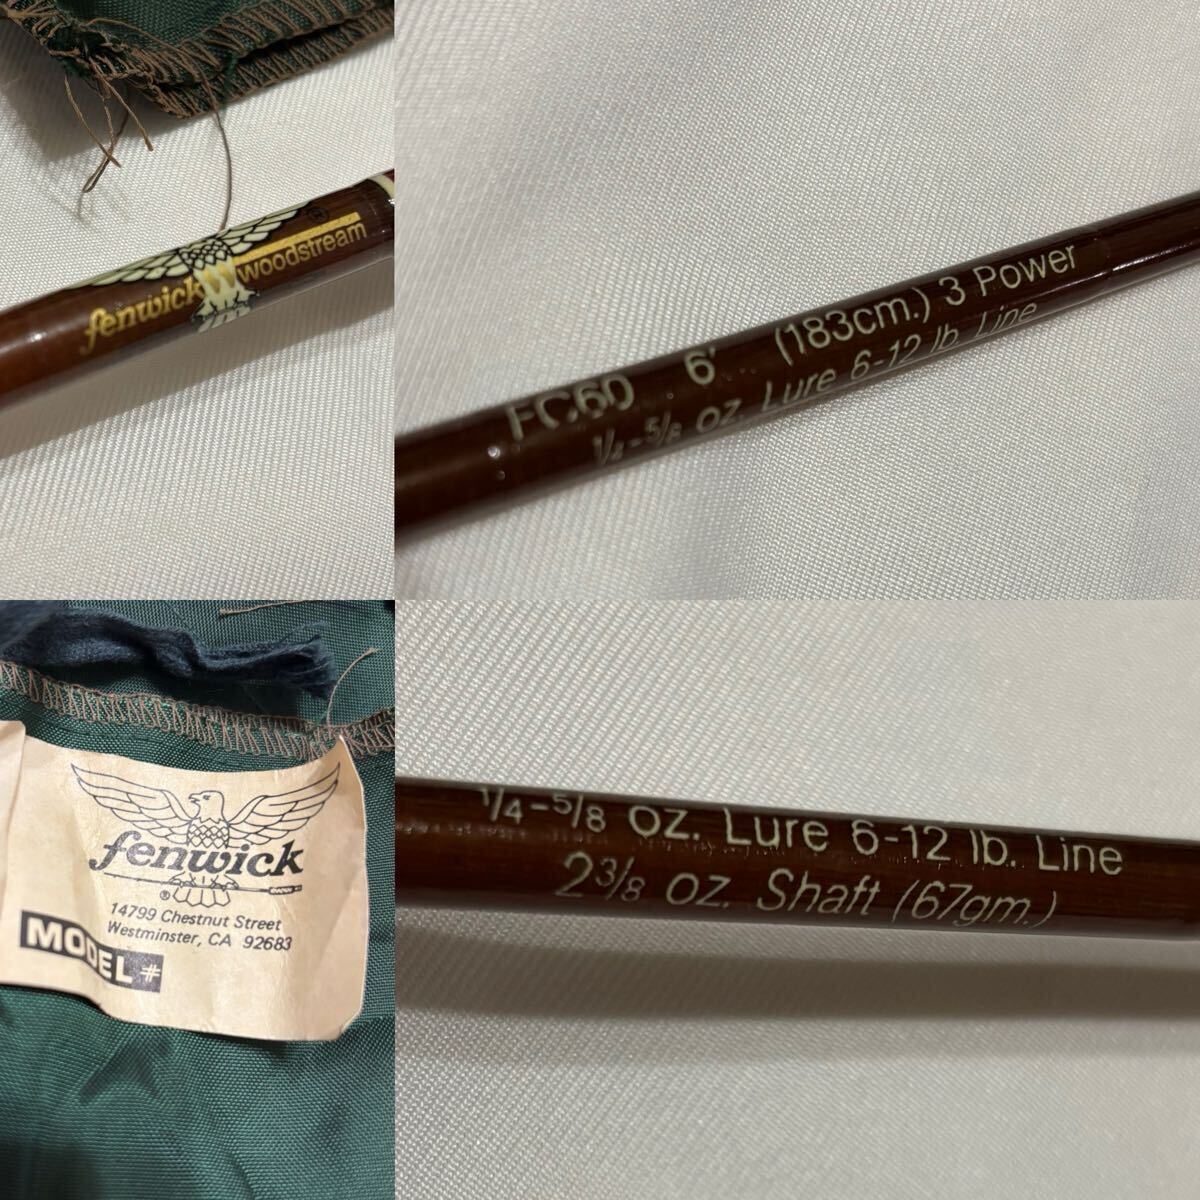 fenwick woodstream ®
FC60 6' (183cm.) 3 Power
1/4-5/8 oz. Lure 6-12 lb. Line
fenwick
®
14799 Chestnut Street
Westminster, CA 92683
MODEL #
1/4-5/8 oz. Lure 6-12 lb. Line
2 3/8 oz. Shaft (67gm.)